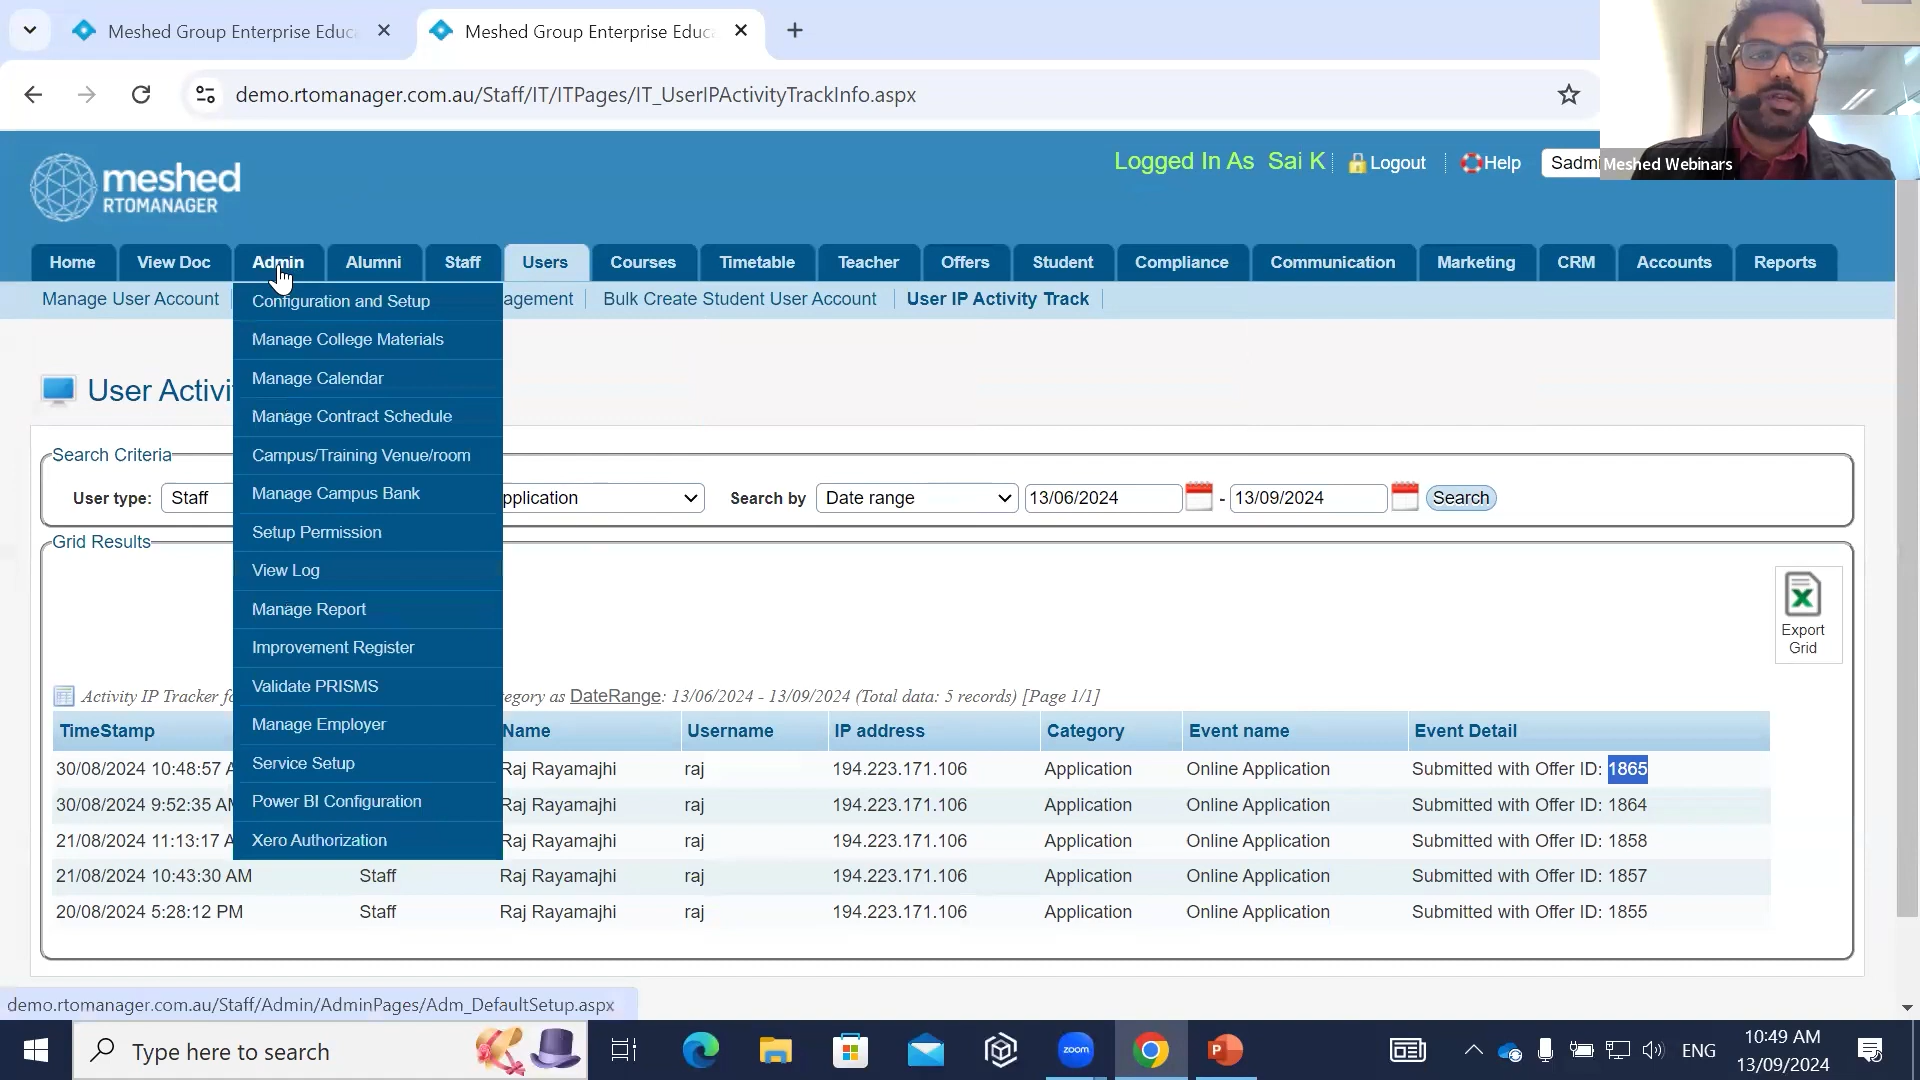 Meshed Group Enterprise Educ
Meshed Group Enterprise Educ
demo.rtomanager.com.au/Staff/IT/ITPages/IT_UserIPActivityTrackInfo.aspx
meshed
RTOMANAGER
Logged In As Sai K
Logout
Help
Sadmi
Meshed Webinars
Home
View Doc
Admin
Alumni
Staff
Users
Courses
Timetable
Teacher
Offers
Student
Compliance
Communication
Marketing
CRM
Accounts
Reports
Manage User Account
agement
Bulk Create Student User Account
User IP Activity Track
Configuration and Setup
Manage College Materials
Manage Calendar
Manage Contract Schedule
Campus/Training Venue/room
Manage Campus Bank
Setup Permission
View Log
Manage Report
Improvement Register
Validate PRISMS
Manage Employer
Service Setup
Power BI Configuration
Xero Authorization
User Activi
Search Criteria
User type: Staff pplication Search by Date range 13/06/2024 - 13/09/2024 Search
Grid Results
Export
Grid
Activity IP Tracker fo egory as DateRange: 13/06/2024 - 13/09/2024 (Total data: 5 records) [Page 1/1]
TimeStamp Name Username IP address Category Event name Event Detail
30/08/2024 10:48:57 A Raj Rayamajhi raj 194.223.171.106 Application Online Application Submitted with Offer ID: 1865
30/08/2024 9:52:35 AM Raj Rayamajhi raj 194.223.171.106 Application Online Application Submitted with Offer ID: 1864
21/08/2024 11:13:17 A Raj Rayamajhi raj 194.223.171.106 Application Online Application Submitted with Offer ID: 1858
21/08/2024 10:43:30 AM Staff Raj Rayamajhi raj 194.223.171.106 Application Online Application Submitted with Offer ID: 1857
20/08/2024 5:28:12 PM Staff Raj Rayamajhi raj 194.223.171.106 Application Online Application Submitted with Offer ID: 1855
demo.rtomanager.com.au/Staff/Admin/AdminPages/Adm_DefaultSetup.aspx
Type here to search
zoom
P
ENG
10:49 AM
13/09/2024